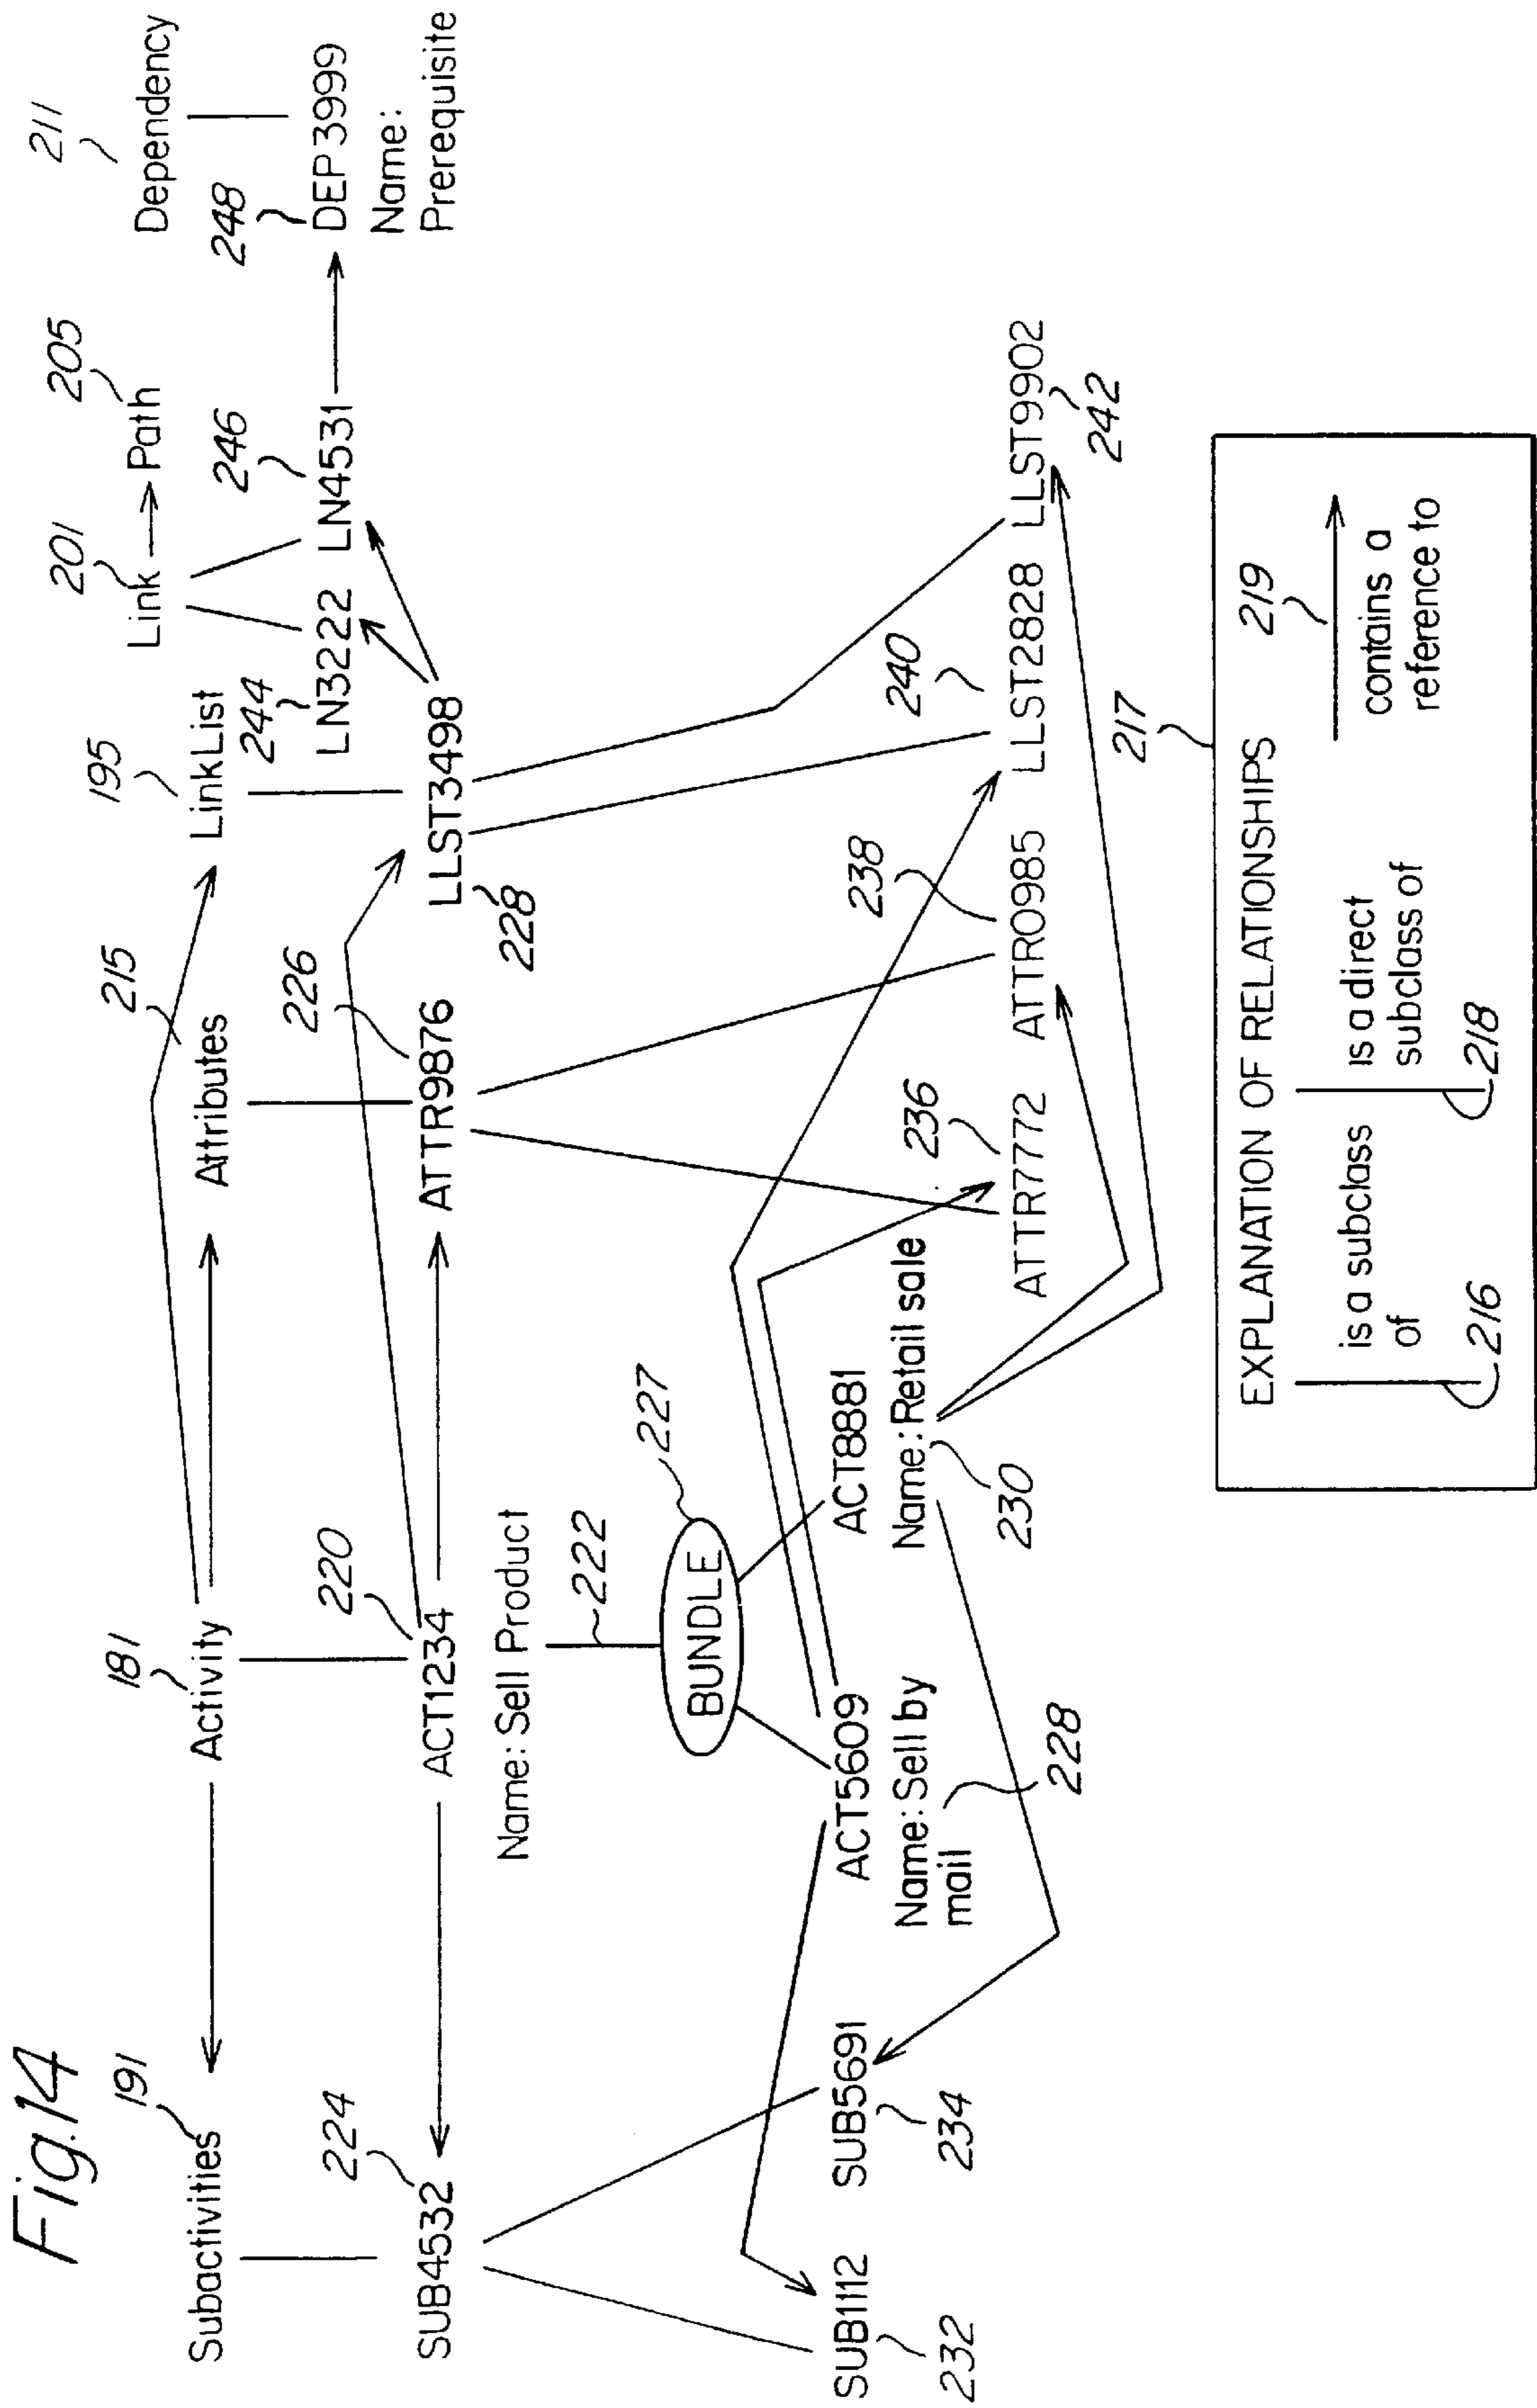 Fig.14
211
201
205
195
215
181
191
Dependency
Link
Path
LinkList
Attributes
Activity
Subactivities
248
246
244
226
220
224
DEP3999
Name:
Prerequisite
LN4531
LN3222
LLST3498
228
ATTR9876
ACT1234
Name: Sell Product
SUB4532
222
BUNDLE
227
ACT5609
Name: Sell by
mail
228
ACT8881
Name: Retail sale
230
SUB1112
232
SUB5691
234
236
ATTR7772
238
ATTR0985
240
LLST2828
LLST9902
242
217
EXPLANATION OF RELATIONSHIPS
is a subclass
of
216
is a direct
subclass of
218
219
contains a
reference to